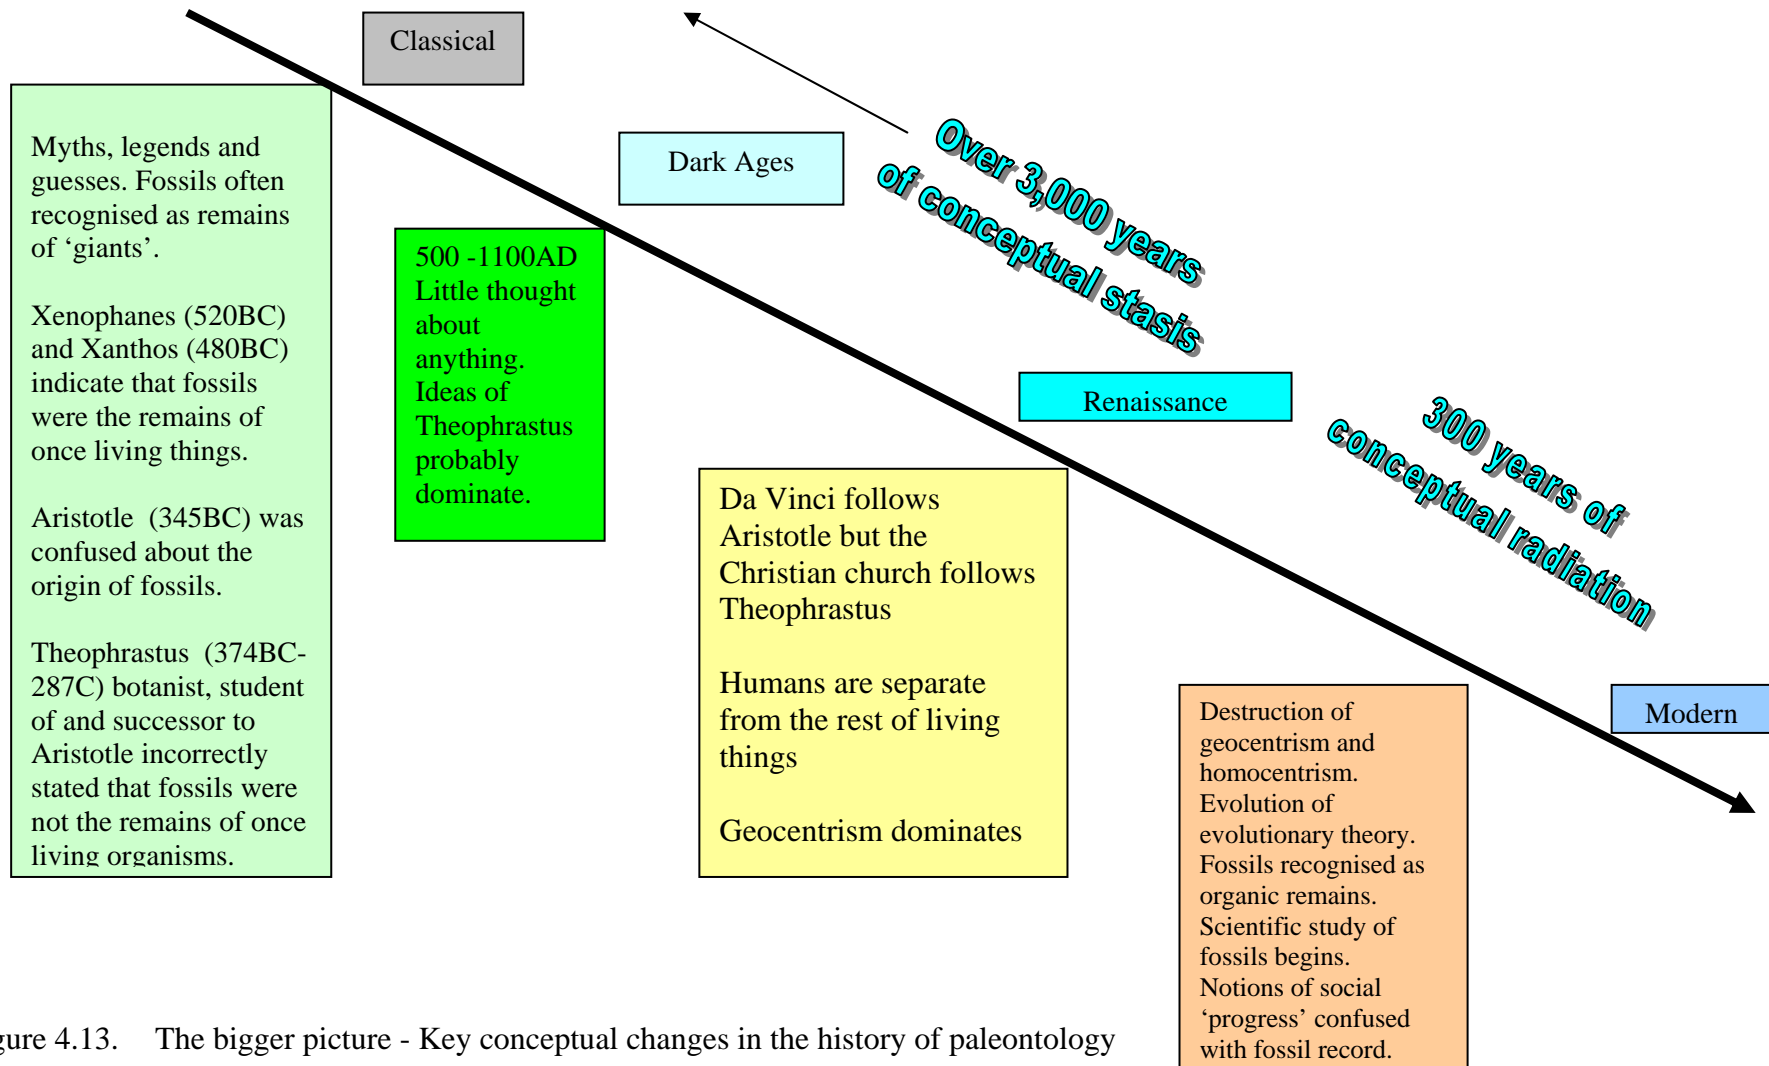 Classical
Myths, legends and
guesses. Fossils often
recognised as remains
of ‘giants’.
Xenophanes (520BC)
and Xanthos (480BC)
indicate that fossils
were the remains of
once living things.
Aristotle (345BC) was
confused about the
origin of fossils.
Theophrastus (374BC-
287C) botanist, student
of and successor to
Aristotle incorrectly
stated that fossils were
not the remains of once
living organisms.
Dark Ages
500 -1100AD
Little thought
about
anything.
Ideas of
Theophrastus
probably
dominate.
Over 3,000 years
of conceptual stasis
Renaissance
Da Vinci follows
Aristotle but the
Christian church follows
Theophrastus
Humans are separate
from the rest of living
things
Geocentrism dominates
300 years of
conceptual radiation
Modern
Destruction of
geocentrism and
homocentrism.
Evolution of
evolutionary theory.
Fossils recognised as
organic remains.
Scientific study of
fossils begins.
Notions of social
‘progress’ confused
with fossil record.
gure 4.13. The bigger picture - Key conceptual changes in the history of paleontology